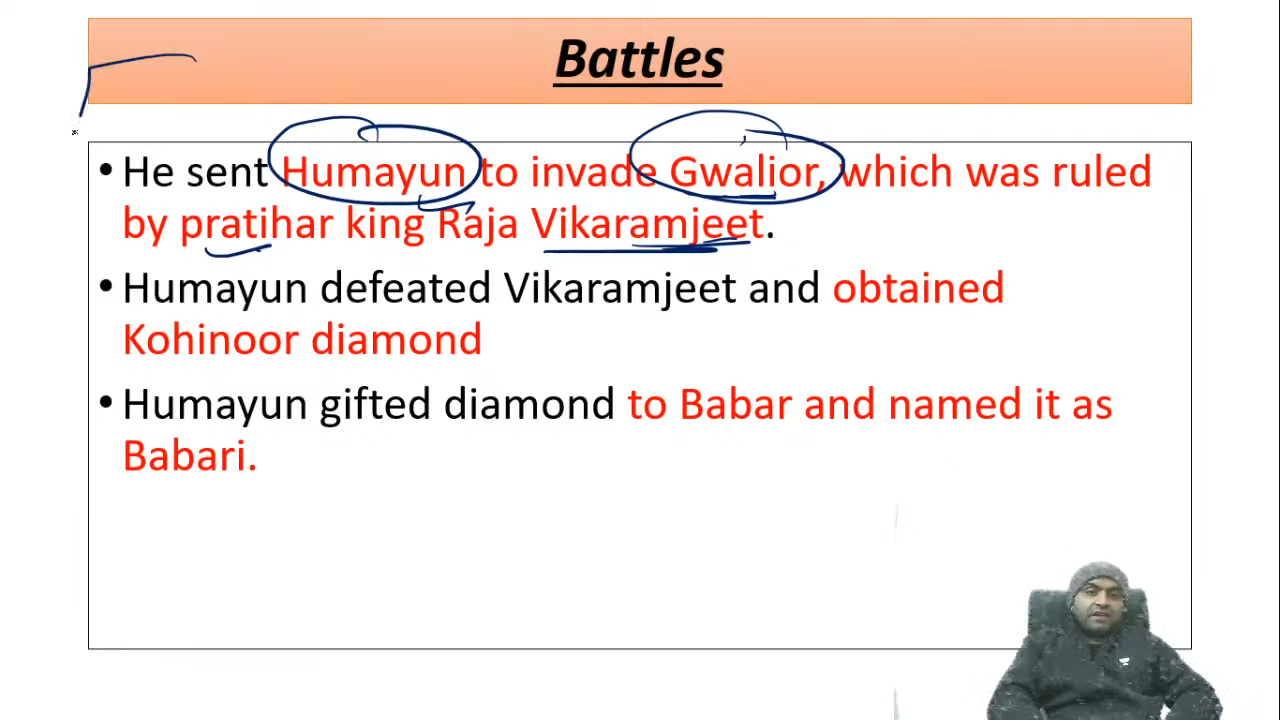 Battles
• He sent Humayun to invade Gwalior, which was ruled
by pratihar king Raja Vikaramjeet.
• Humayun defeated Vikaramjeet and obtained
Kohinoor diamond
• Humayun gifted diamond to Babar and named it as
Babari.